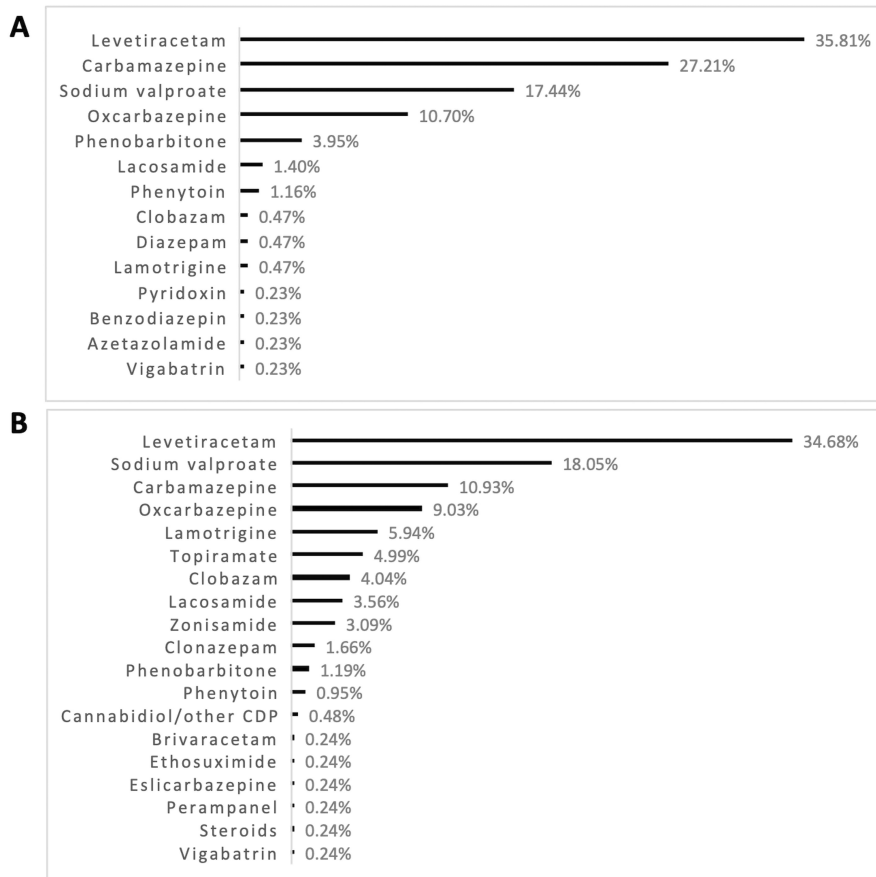 A
Levetiracetam 35.81%
Carbamazepine 27.21%
Sodium valproate 17.44%
Oxcarbazepine 10.70%
Phenobarbitone 3.95%
Lacosamide 1.40%
Phenytoin 1.16%
Clobazam 0.47%
Diazepam 0.47%
Lamotrigine 0.47%
Pyridoxin 0.23%
Benzodiazepin 0.23%
Azetazolamide 0.23%
Vigabatrin 0.23%
B
Levetiracetam 34.68%
Sodium valproate 18.05%
Carbamazepine 10.93%
Oxcarbazepine 9.03%
Lamotrigine 5.94%
Topiramate 4.99%
Clobazam 4.04%
Lacosamide 3.56%
Zonisamide 3.09%
Clonazepam 1.66%
Phenobarbitone 1.19%
Phenytoin 0.95%
Cannabidiol/other CDP 0.48%
Brivaracetam 0.24%
Ethosuximide 0.24%
Eslicarbazepine 0.24%
Perampanel 0.24%
Steroids 0.24%
Vigabatrin 0.24%